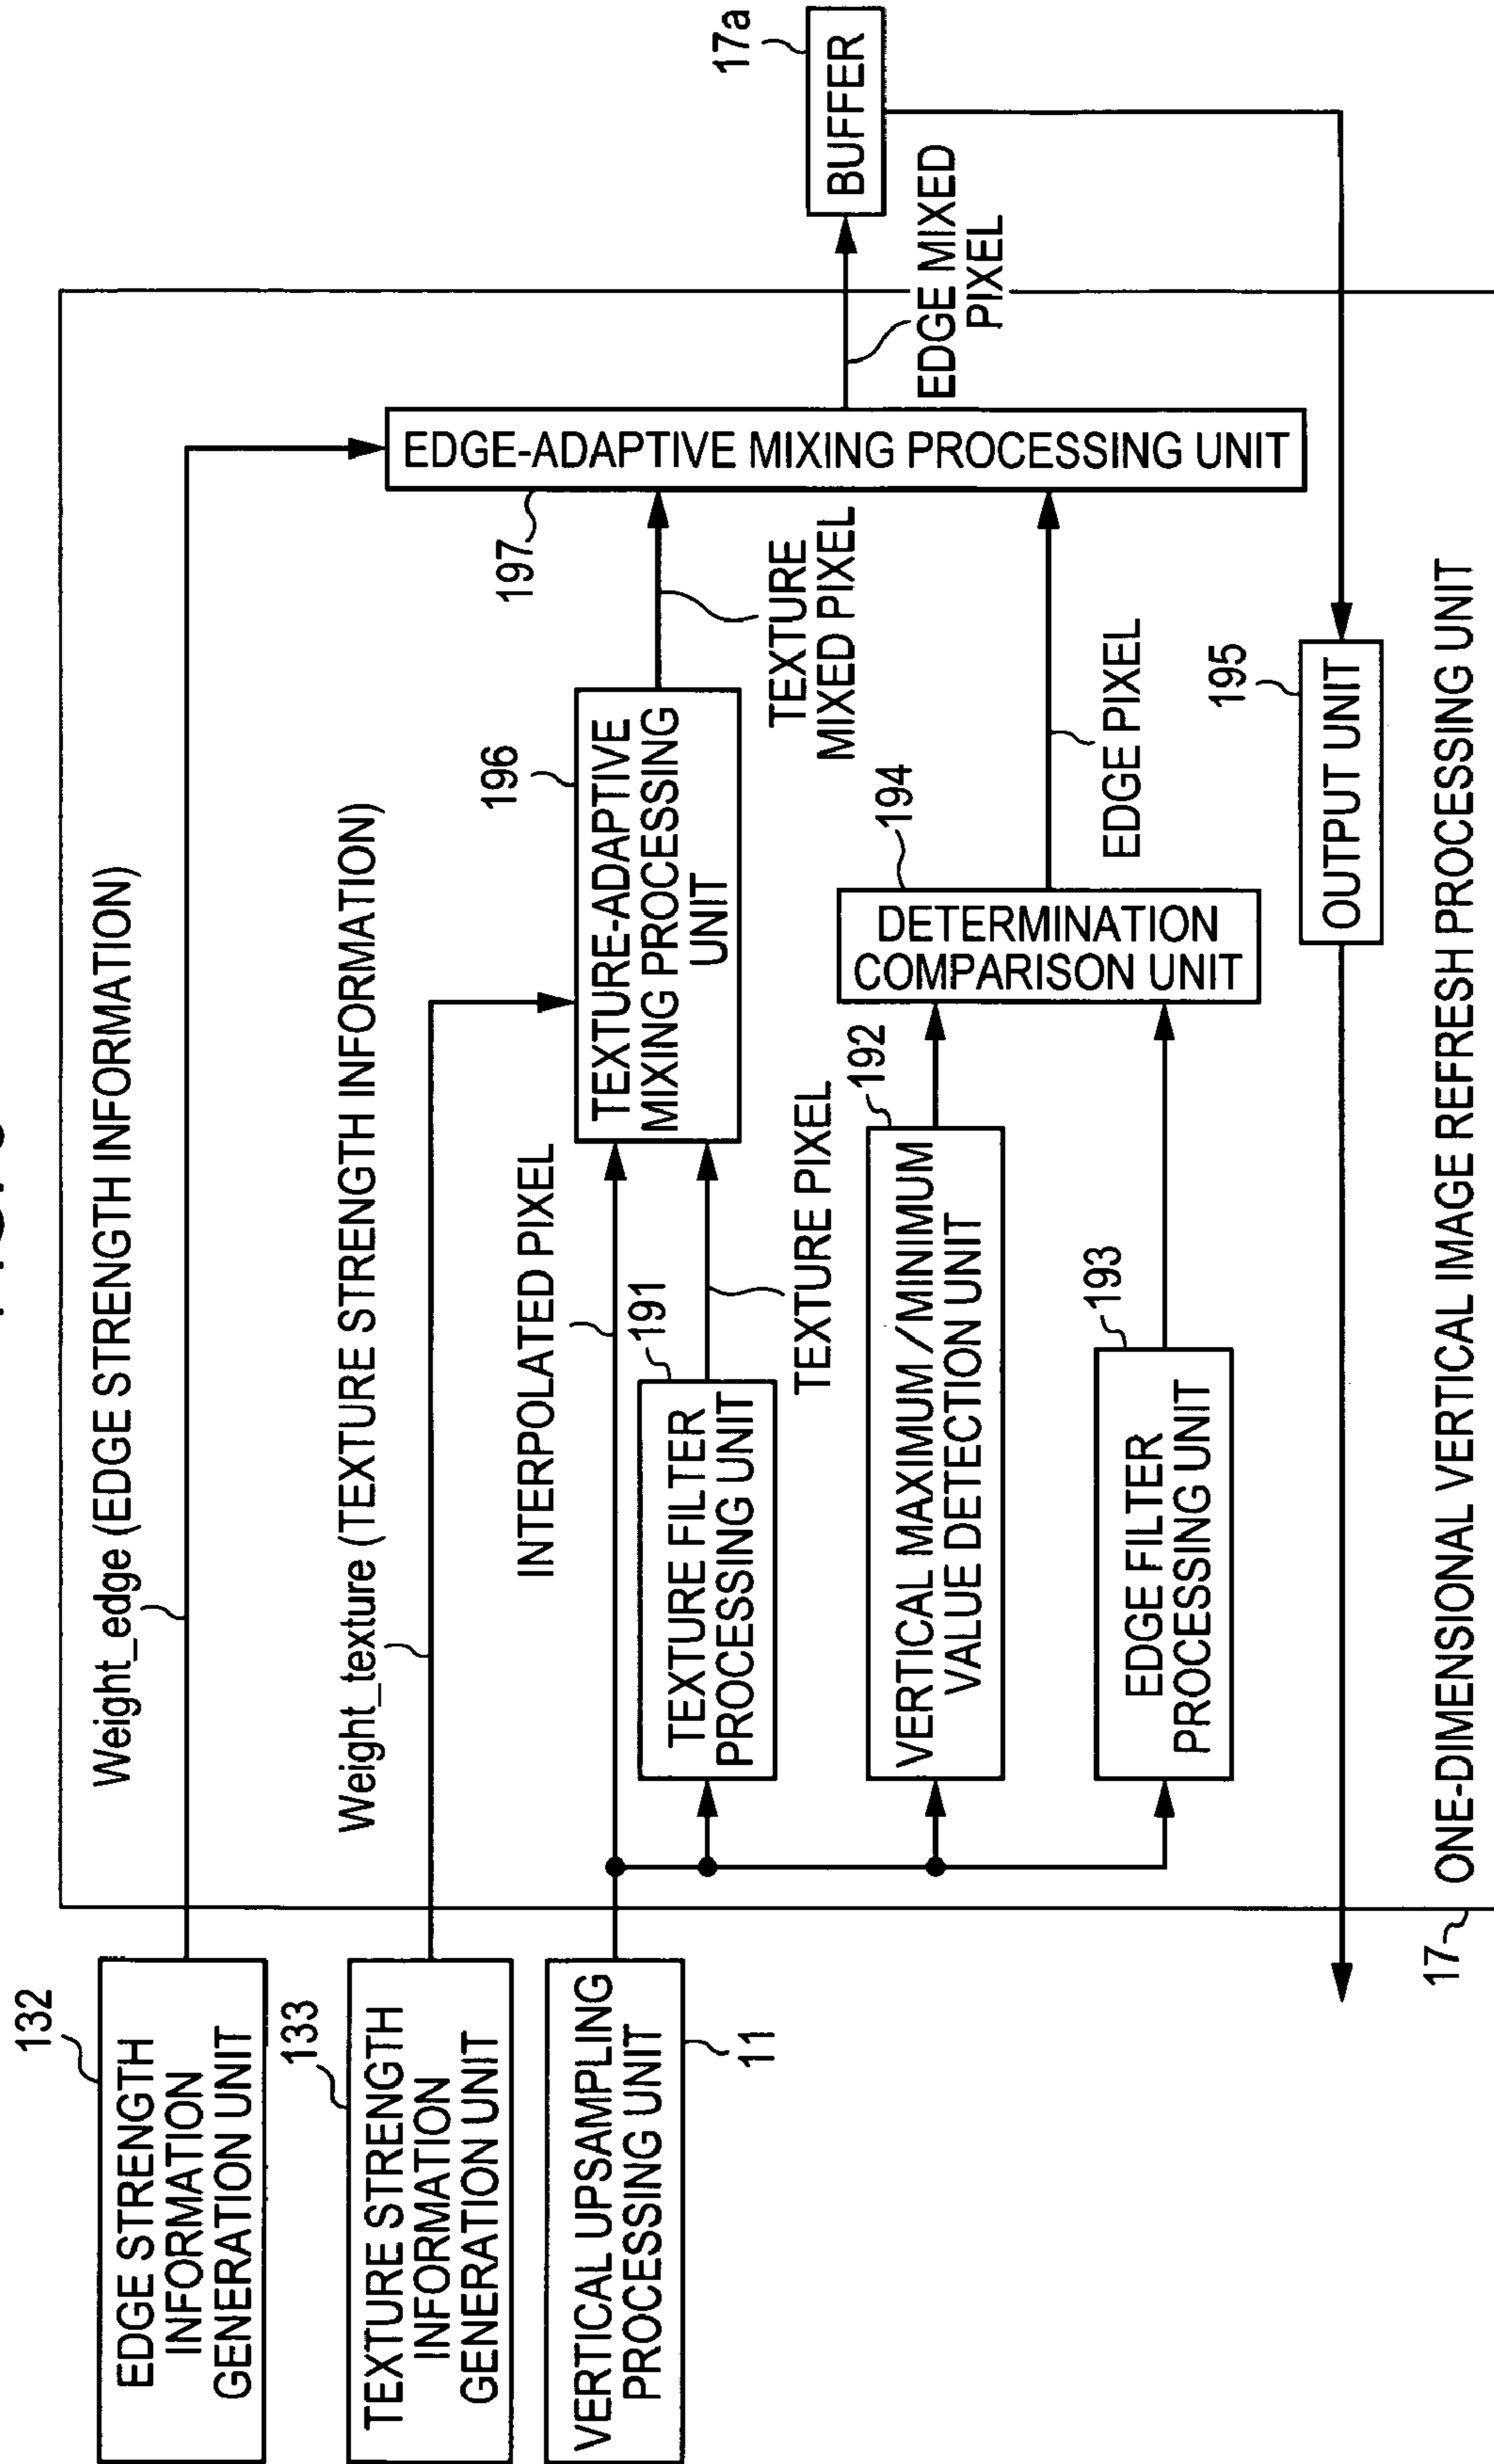 132
EDGE STRENGTH
INFORMATION
GENERATION UNIT
133
TEXTURE STRENGTH
INFORMATION
GENERATION UNIT
VERTICAL UPSAMPLING
PROCESSING UNIT
11
Weight_edge (EDGE STRENGTH INFORMATION)
Weight_texture (TEXTURE STRENGTH INFORMATION)
INTERPOLATED PIXEL
191
TEXTURE FILTER
PROCESSING UNIT
TEXTURE PIXEL
192
VERTICAL MAXIMUM/MINIMUM
VALUE DETECTION UNIT
193
EDGE FILTER
PROCESSING UNIT
196
TEXTURE-ADAPTIVE
MIXING PROCESSING
UNIT
TEXTURE
MIXED PIXEL
194
DETERMINATION
COMPARISON UNIT
EDGE PIXEL
197
EDGE-ADAPTIVE MIXING PROCESSING UNIT
EDGE MIXED
PIXEL
17a
BUFFER
195
OUTPUT UNIT
17
ONE-DIMENSIONAL VERTICAL IMAGE REFRESH PROCESSING UNIT